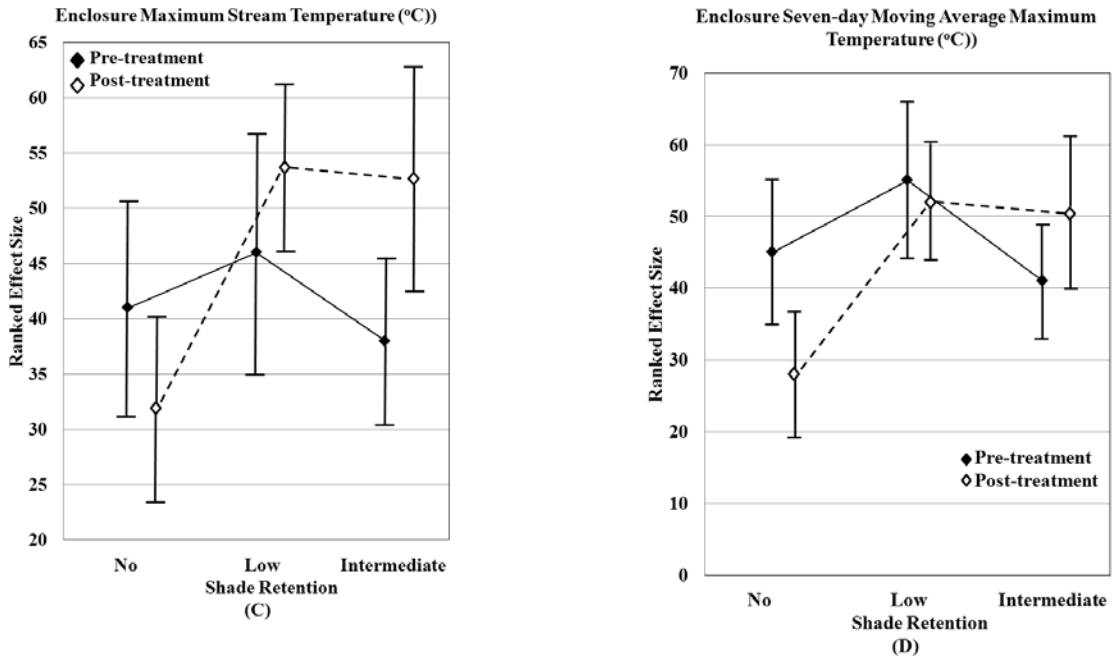 Enclosure Maximum Stream Temperature (ºC))
65
60
55
50
45
40
35
30
25
20
Ranked Effect Size
Pre-treatment
Post-treatment
No
Low
Intermediate
Shade Retention
(C)
Enclosure Seven-day Moving Average Maximum
Temperature (ºC))
70
60
50
40
30
20
10
0
Ranked Effect Size
Pre-treatment
Post-treatment
No
Low
Intermediate
Shade Retention
(D)